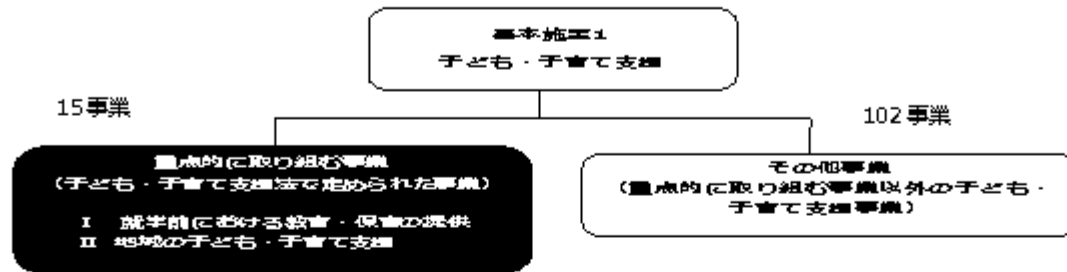 基本施策1
子ども・子育て支援
15事業
102事業
重点的に取り組む事業
(子ども・子育て支援法で定められた事業)
Ⅰ 就学前における教育・保育の提供
Ⅱ 地域の子ども・子育て支援
その他事業
(重点的に取り組む事業以外の子ども・
子育て支援事業)